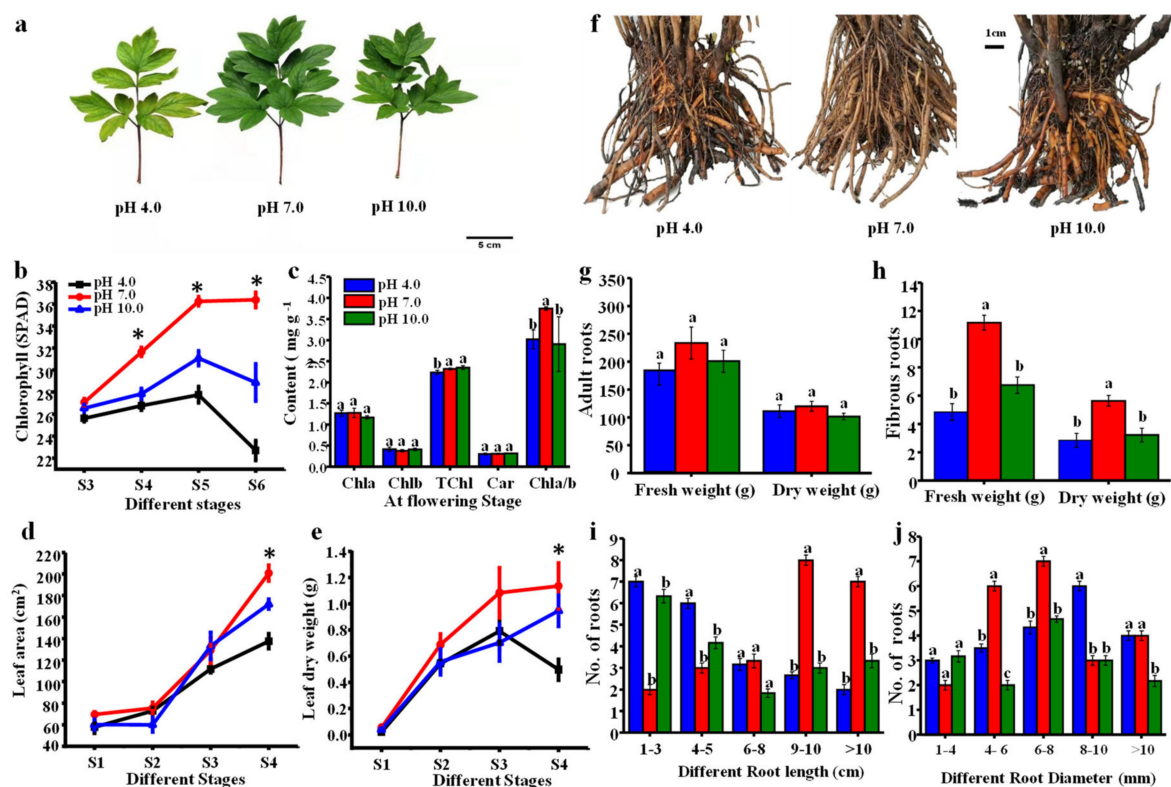 a
pH 4.0 pH 7.0 pH 10.0
5 cm
f
1cm
pH 4.0 pH 7.0 pH 10.0
b
pH 4.0
pH 7.0
pH 10.0
Chlorophyll (SPAD)
38
36
34
32
30
28
26
24
22
* * *
S3 S4 S5 S6
Different stages
c
pH 4.0
pH 7.0
pH 10.0
Content ( mg g⁻¹
4.0
3.5
3.0
2.5
2.0
1.5
1.0
0.5
0.0
a a a a a a b a a a a a b a b
Chla Chlb TChl Car Chla/b
At flowering Stage
g
Adult roots
350
300
250
200
150
100
50
0
a a a a a a
Fresh weight (g) Dry weight (g)
h
Fibrous roots
14
12
10
8
6
4
2
0
b a b b a b
Fresh weight (g) Dry weight (g)
d
Leaf area (cm²)
220
200
180
160
140
120
100
80
60
40
*
S1 S2 S3 S4
Different Stages
e
Leaf dry weight (g)
1.4
1.2
1.0
0.8
0.6
0.4
0.2
0.0
*
S1 S2 S3 S4
Different Stages
i
No. of roots
9
8
7
6
5
4
3
2
1
a b b a b b a a b b a b b a b
1-3 4-5 6-8 9-10 >10
Different Root length (cm)
j
No. of roots
9
8
7
6
5
4
3
2
1
0
a a a b a c b a b a b b a a b
1-4 4- 6 6-8 8-10 >10
Different Root Diameter (mm)